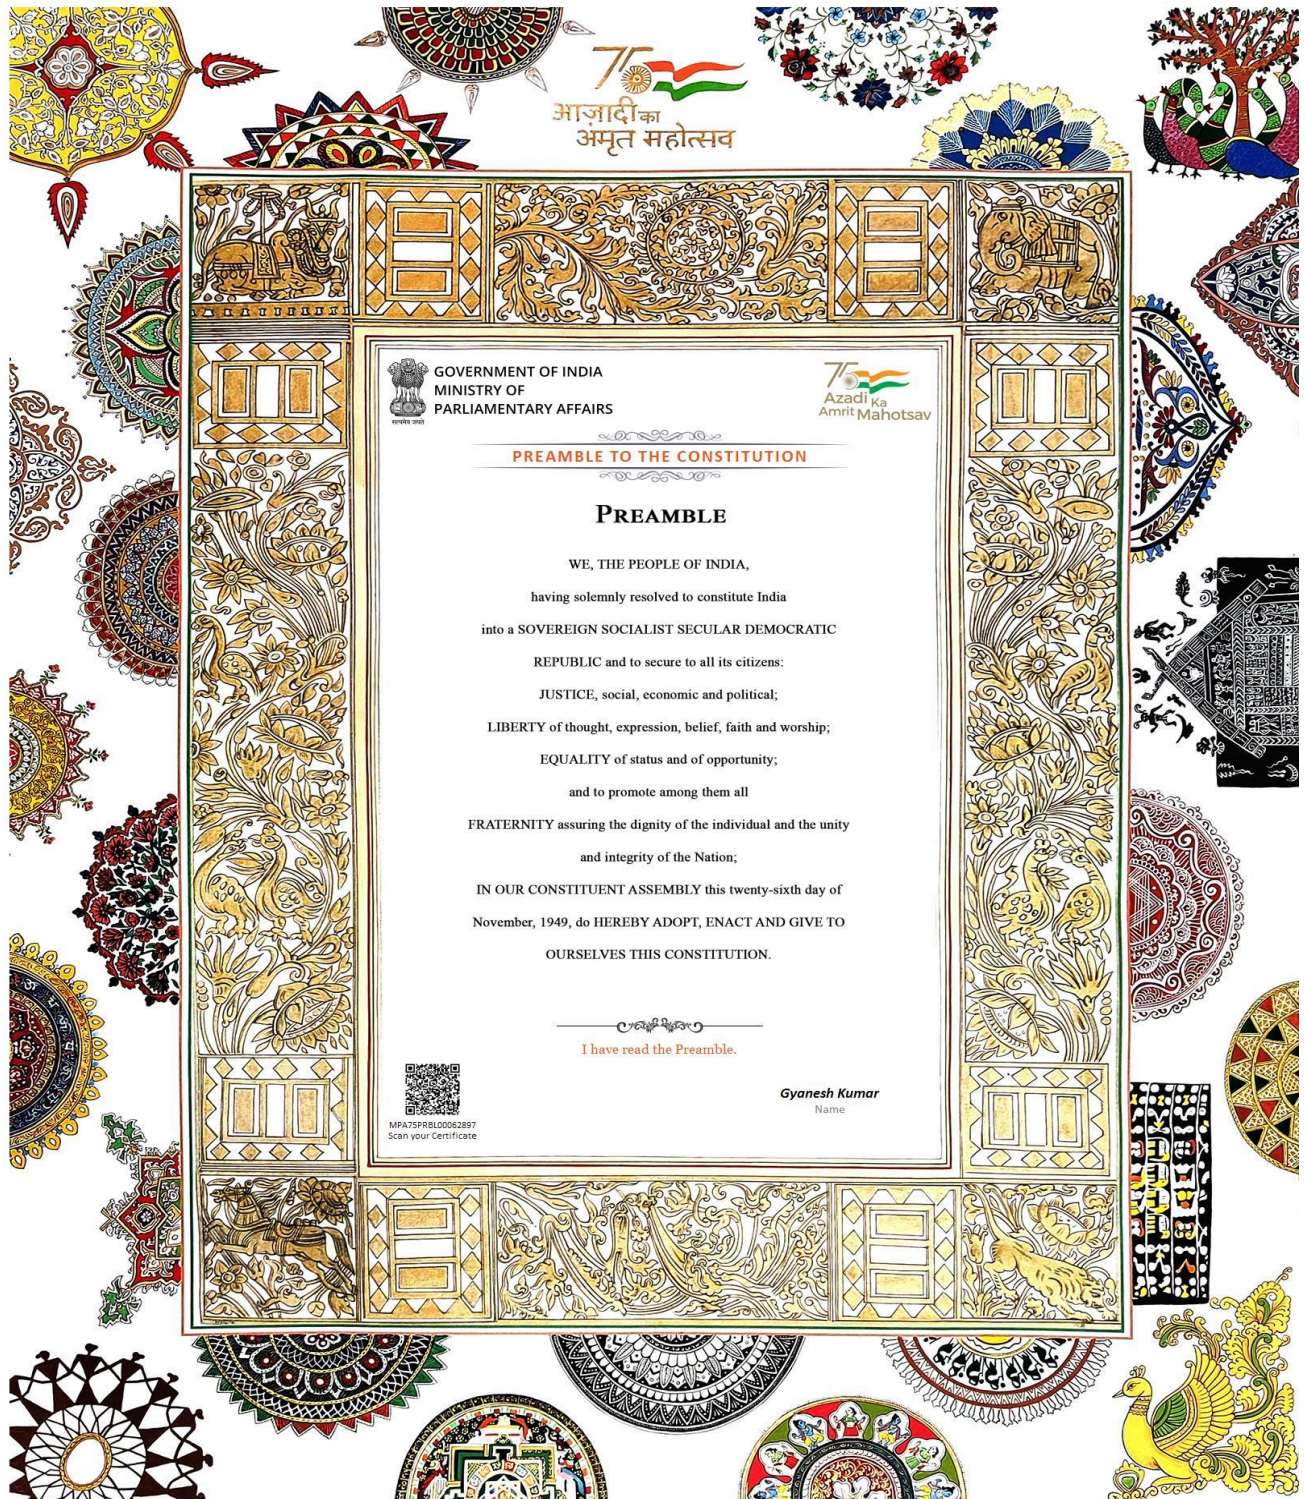 75
आज़ादी का
अमृत महोत्सव
GOVERNMENT OF INDIA
MINISTRY OF
PARLIAMENTARY AFFAIRS
सत्यमेव जयते
75
Azadi Ka
Amrit Mahotsav
PREAMBLE TO THE CONSTITUTION
PREAMBLE
WE, THE PEOPLE OF INDIA,
having solemnly resolved to constitute India
into a SOVEREIGN SOCIALIST SECULAR DEMOCRATIC
REPUBLIC and to secure to all its citizens:
JUSTICE, social, economic and political;
LIBERTY of thought, expression, belief, faith and worship;
EQUALITY of status and of opportunity;
and to promote among them all
FRATERNITY assuring the dignity of the individual and the unity
and integrity of the Nation;
IN OUR CONSTITUENT ASSEMBLY this twenty-sixth day of
November, 1949, do HEREBY ADOPT, ENACT AND GIVE TO
OURSELVES THIS CONSTITUTION.
I have read the Preamble.
Gyanesh Kumar
Name
MPA75PRBL00062897
Scan your Certificate